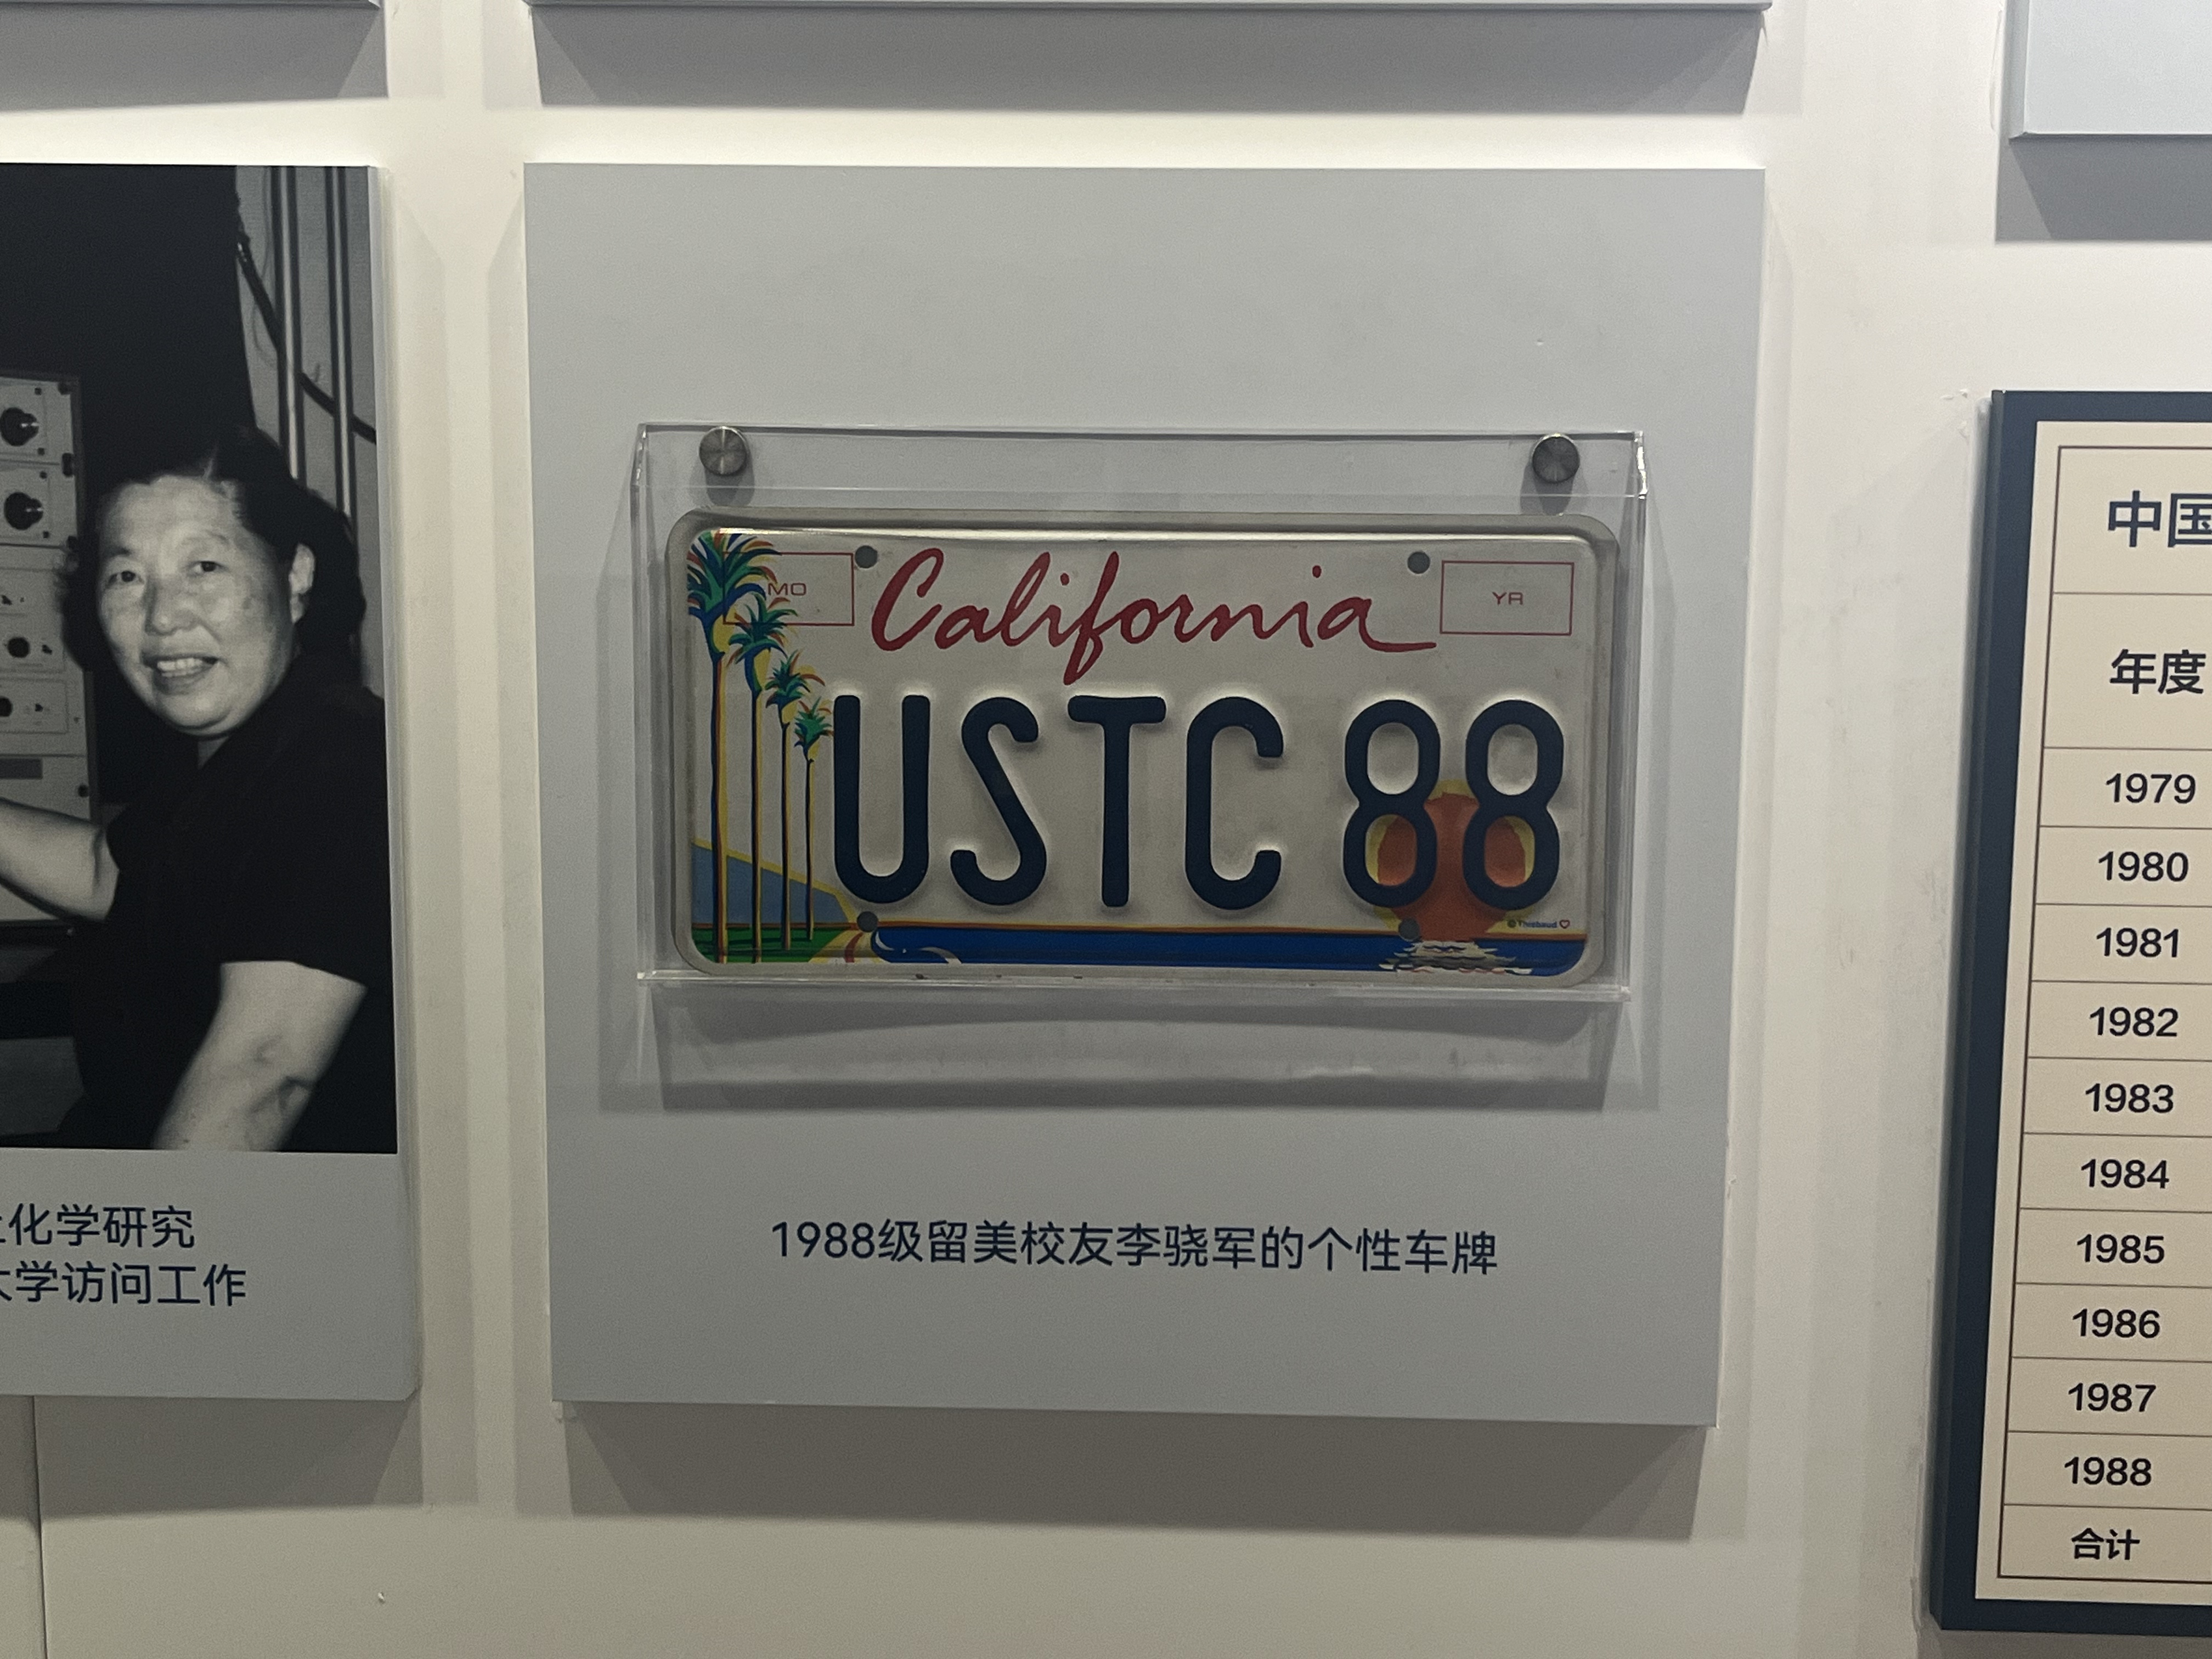 化学研究
大学访问工作
MO
California
YR
USTC 88
© Thiebaud
1988级留美校友李骁军的个性车牌
中国
年度
1979
1980
1981
1982
1983
1984
1985
1986
1987
1988
合计